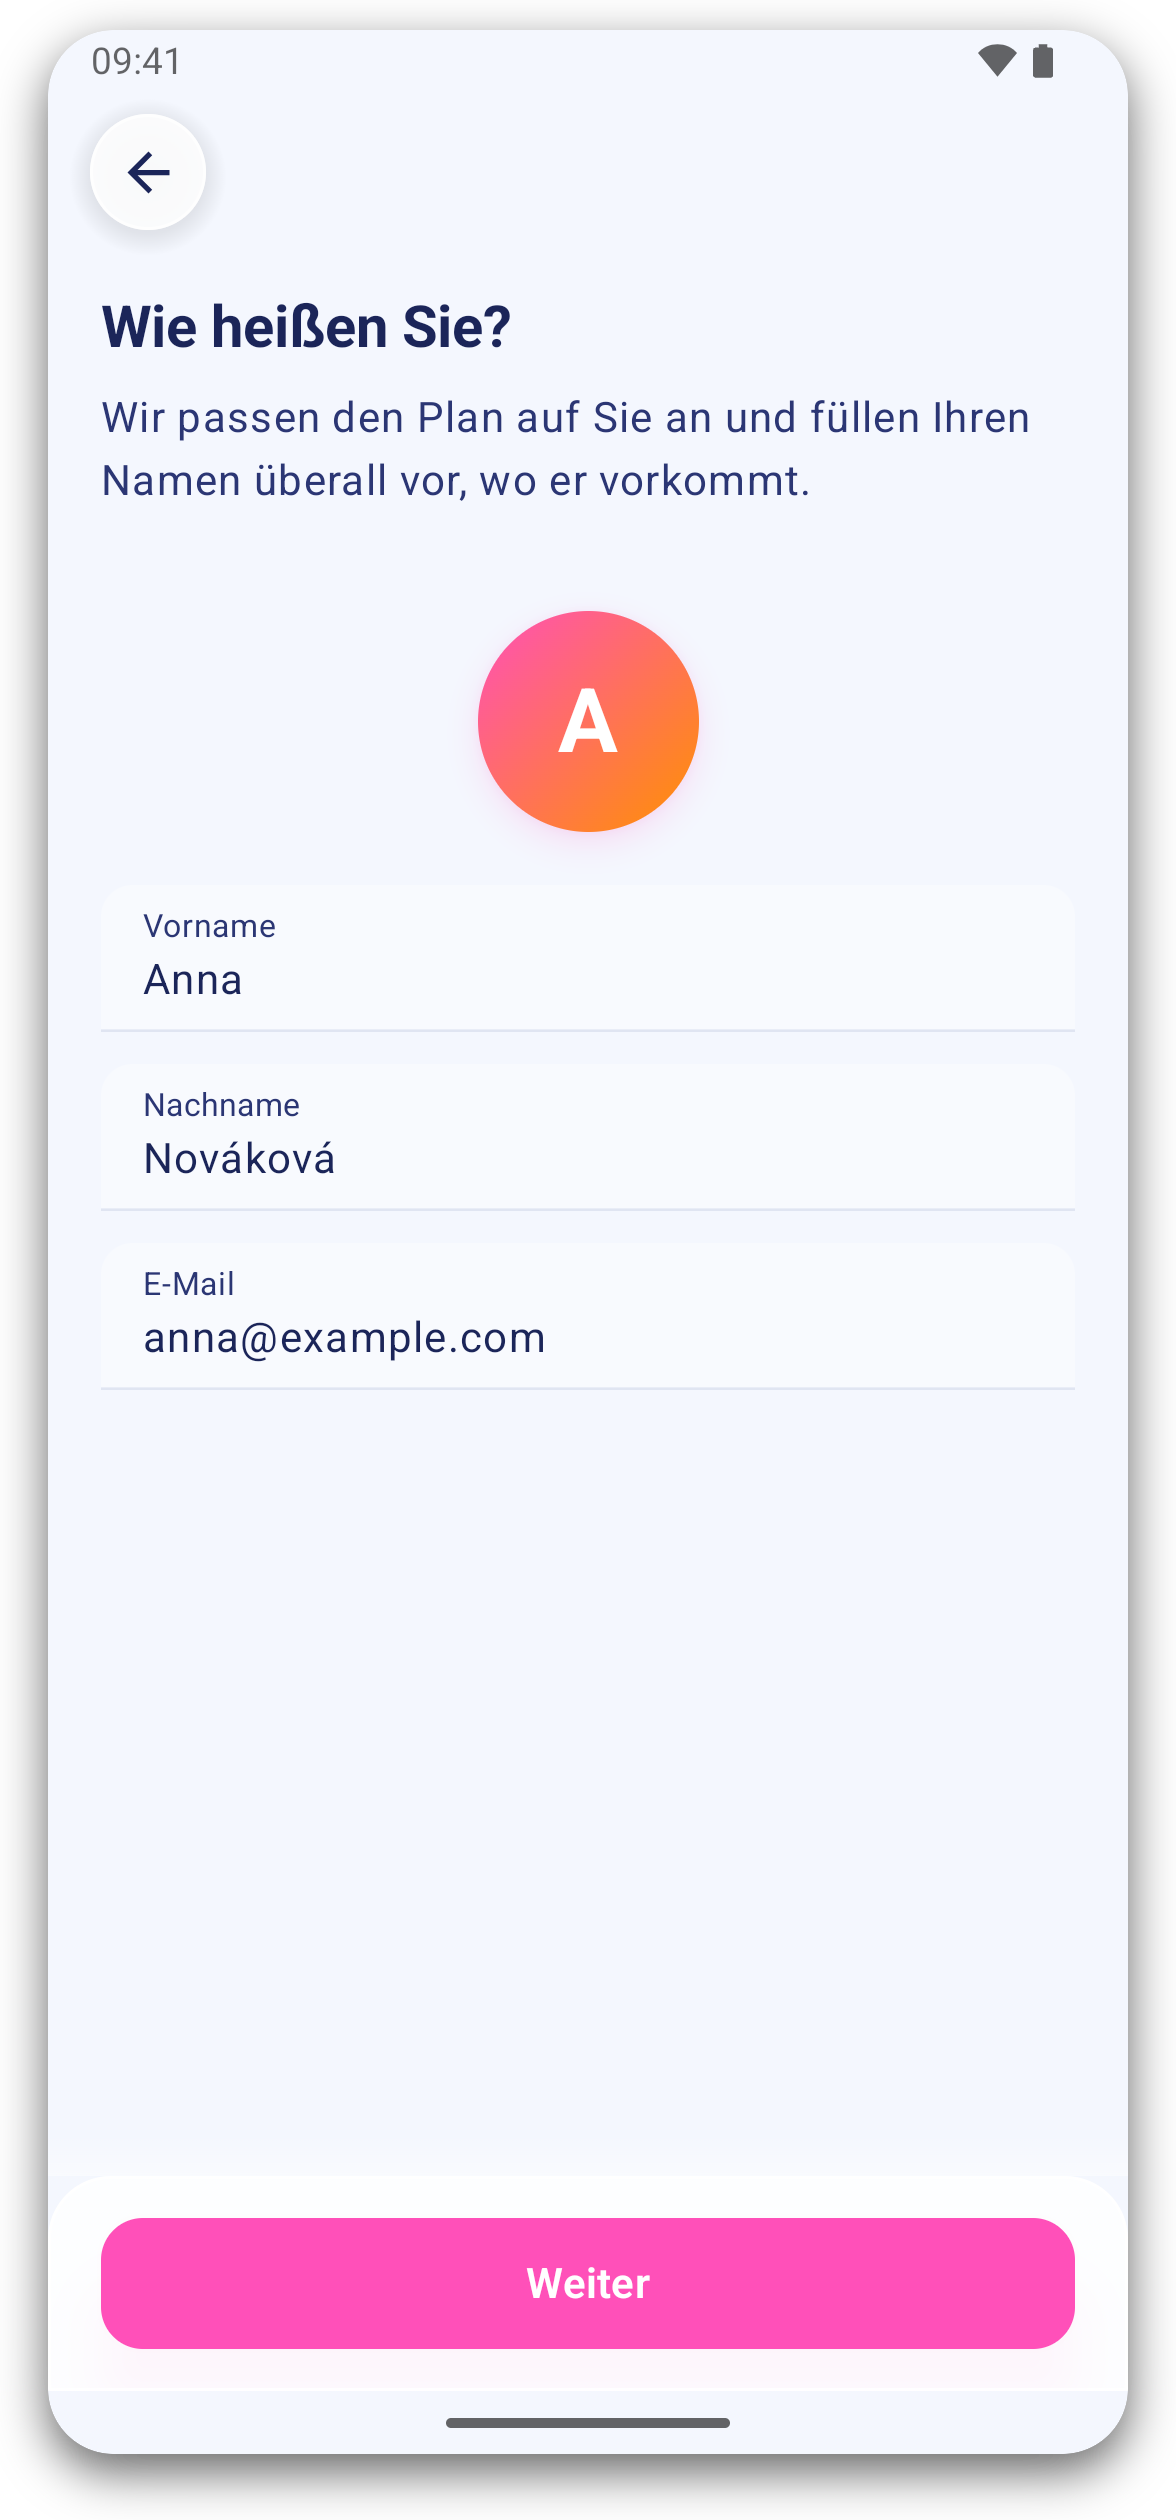 09:41
Wie heißen Sie?
Wir passen den Plan auf Sie an und füllen Ihren
Namen überall vor, wo er vorkommt.
A
Vorname
Anna
Nachname
Nováková
E-Mail
anna@example.com
Weiter